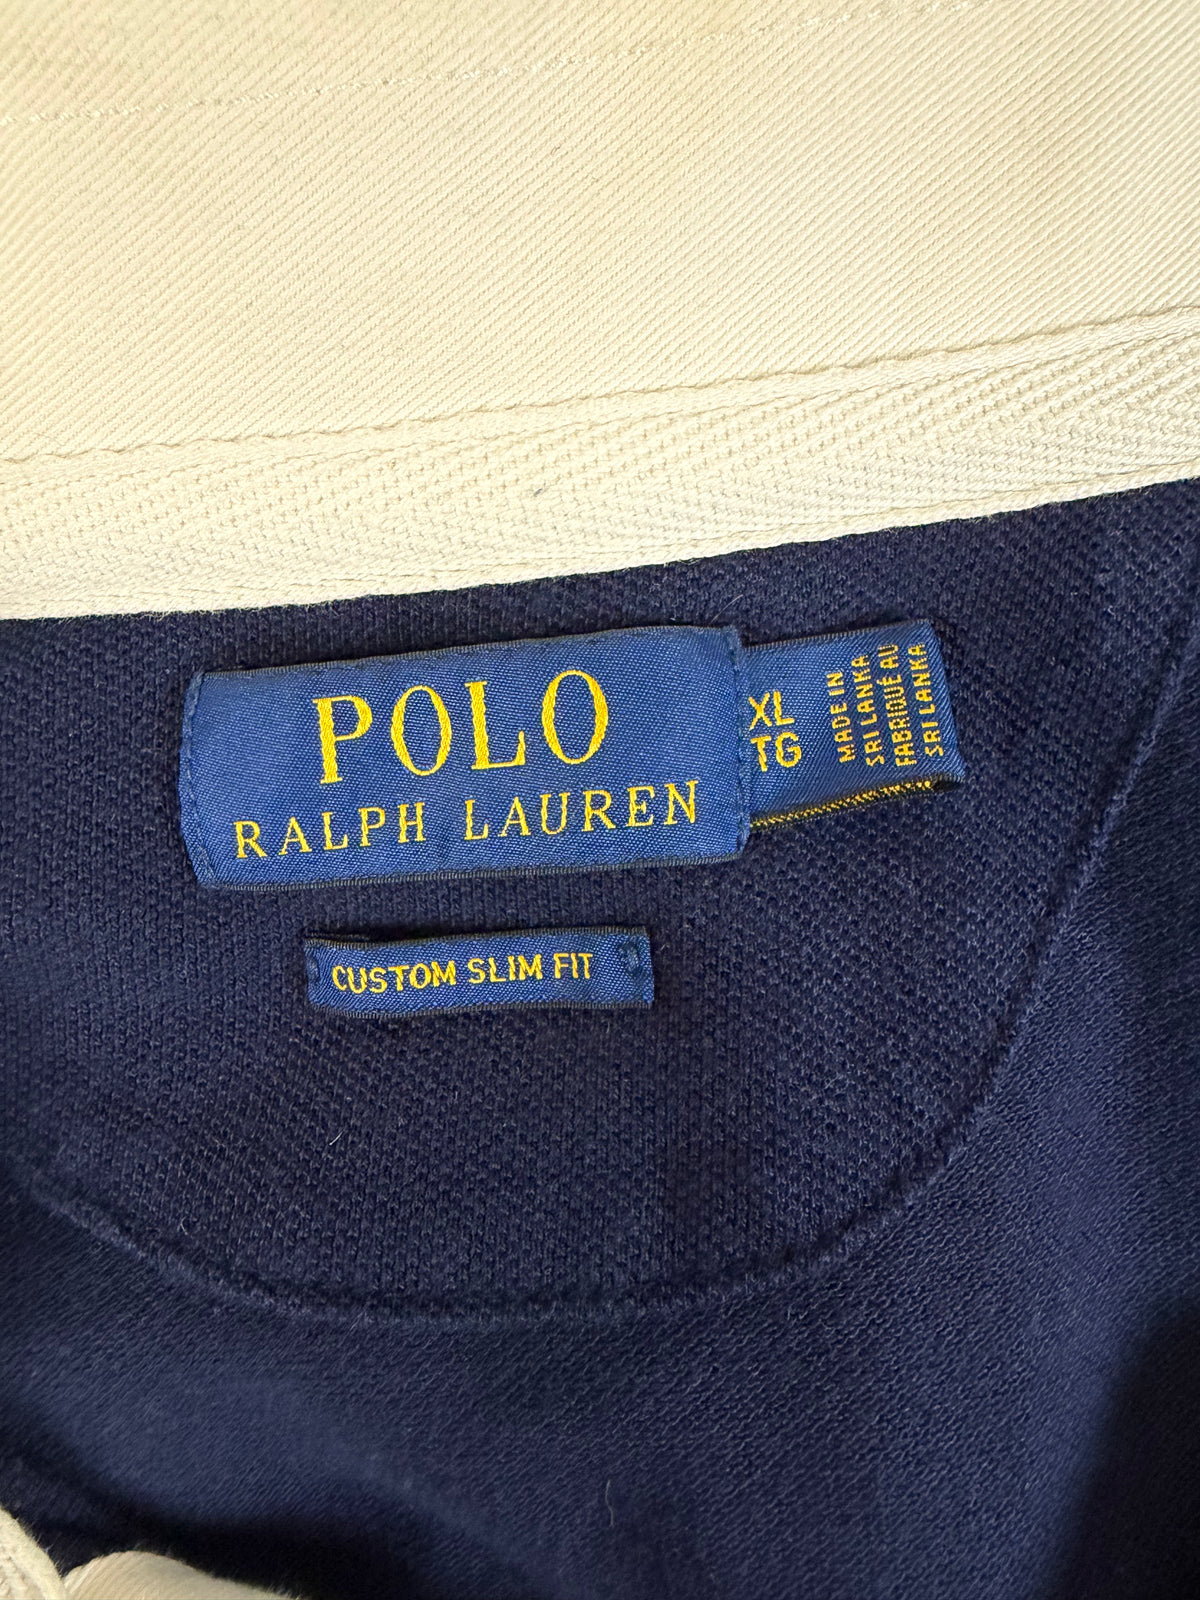 POLO
RALPH LAUREN
XL
TG
MADE IN
SRI LANKA
FABRIQUÉ AU
SRI LANKA
CUSTOM SLIM FIT